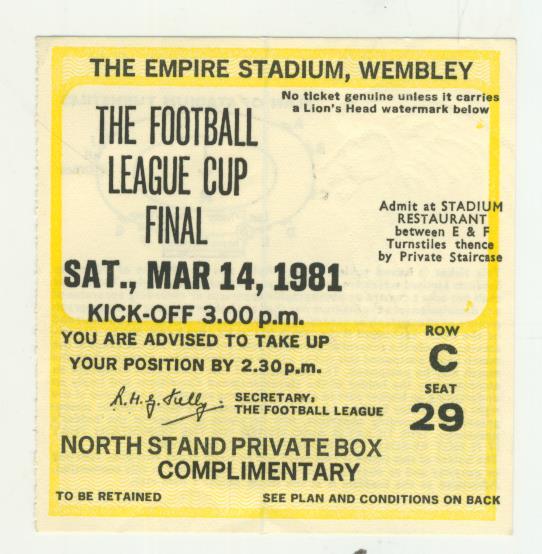 THE EMPIRE STADIUM, WEMBLEY
No ticket genuine unless it carries
a Lion's Head watermark below
THE FOOTBALL
LEAGUE CUP
FINAL
Admit at STADIUM
RESTAURANT
between E & F
Turnstiles thence
by Private Staircase
SAT., MAR 14, 1981
KICK-OFF 3.00 p.m.
YOU ARE ADVISED TO TAKE UP
YOUR POSITION BY 2.30 p.m.
ROW
C
SEAT
29
SECRETARY:
THE FOOTBALL LEAGUE
NORTH STAND PRIVATE BOX
COMPLIMENTARY
TO BE RETAINED
SEE PLAN AND CONDITIONS ON BACK